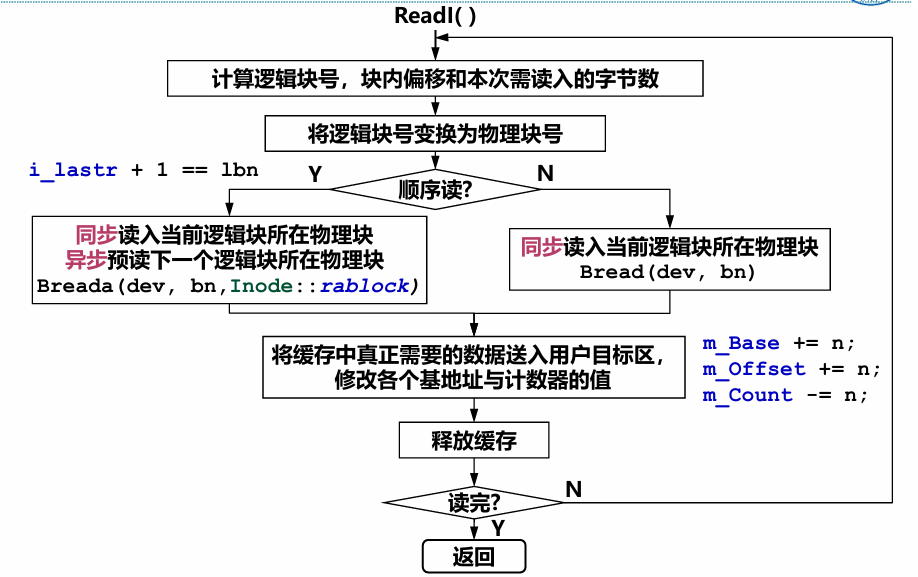 ReadI( )
计算逻辑块号，块内偏移和本次需读入的字节数
将逻辑块号变换为物理块号
i_lastr + 1 == lbn
Y
顺序读?
N
同步读入当前逻辑块所在物理块
异步预读下一个逻辑块所在物理块
Breada(dev, bn,Inode::rablock)
同步读入当前逻辑块所在物理块
Bread(dev, bn)
将缓存中真正需要的数据送入用户目标区，
修改各个基地址与计数器的值
m_Base += n;
m_Offset += n;
m_Count -= n;
释放缓存
读完?
N
Y
返回